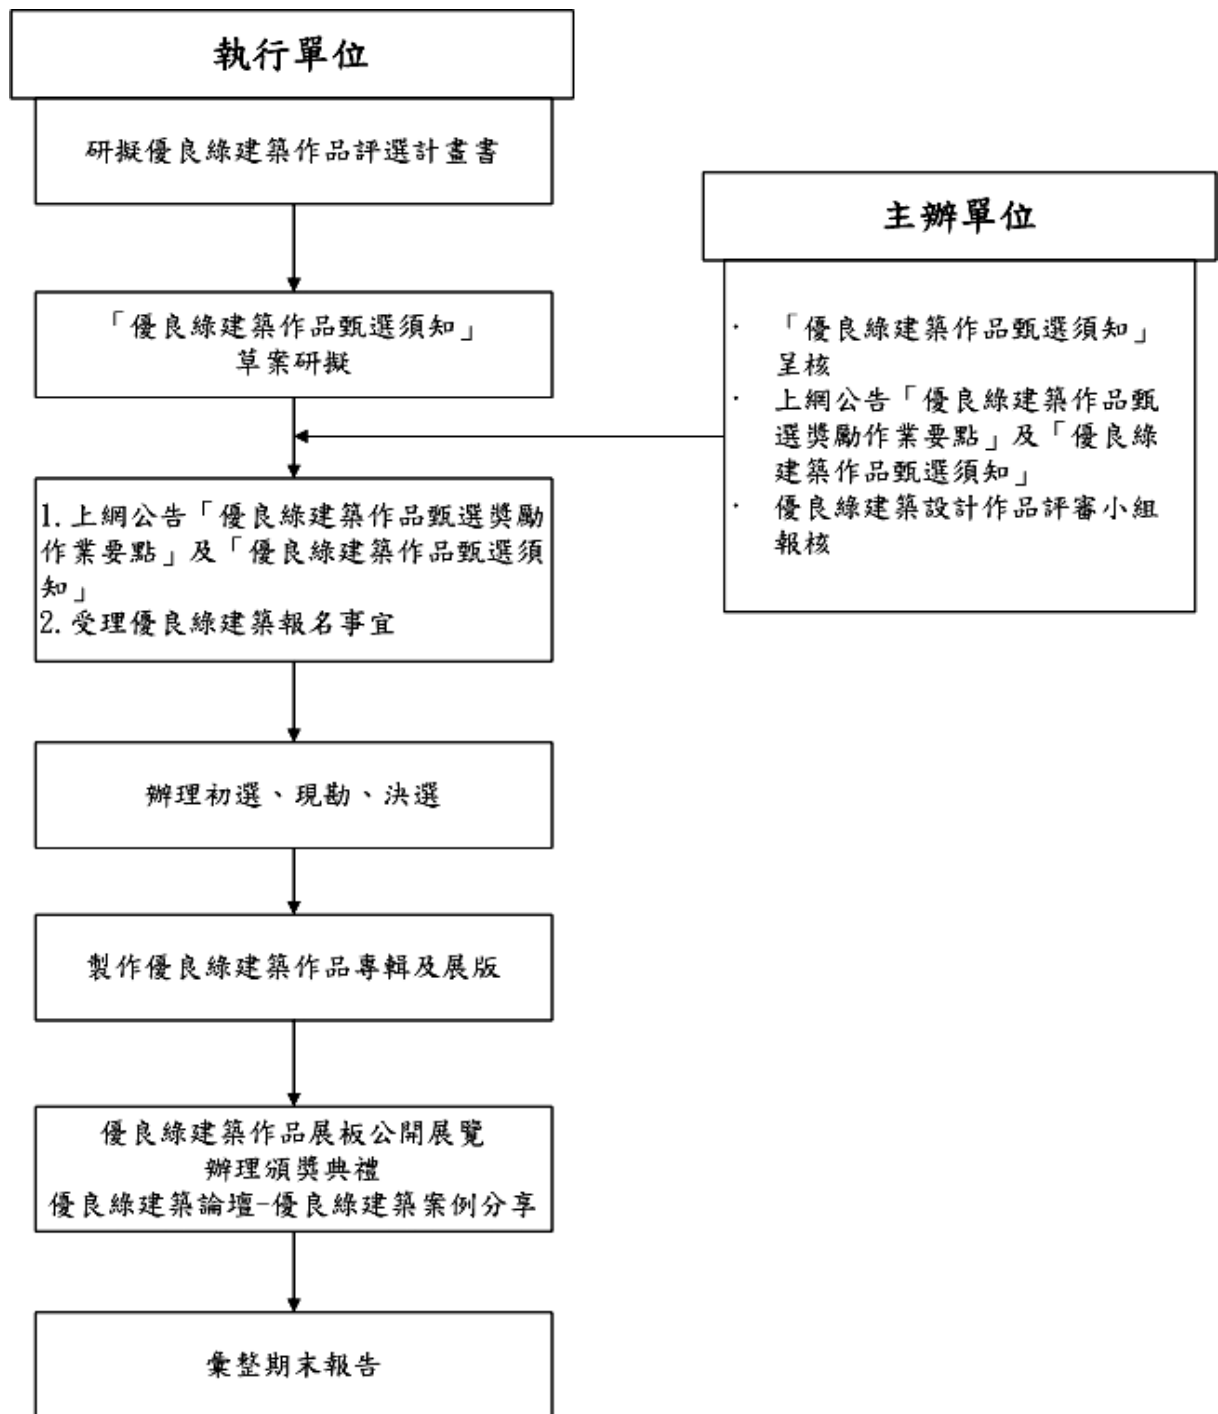 執行單位
研擬優良綠建築作品評選計畫書
「優良綠建築作品甄選須知」
草案研擬
1. 上網公告「優良綠建築作品甄選獎勵
作業要點」及「優良綠建築作品甄選須
知」
2. 受理優良綠建築報名事宜
辦理初選、現勘、決選
製作優良綠建築作品專輯及展版
優良綠建築作品展板公開展覽
辦理頒獎典禮
優良綠建築論壇-優良綠建築案例分享
彙整期末報告
主辦單位
· 「優良綠建築作品甄選須知」
呈核
· 上網公告「優良綠建築作品甄
選獎勵作業要點」及「優良綠
建築作品甄選須知」
· 優良綠建築設計作品評審小組
報核